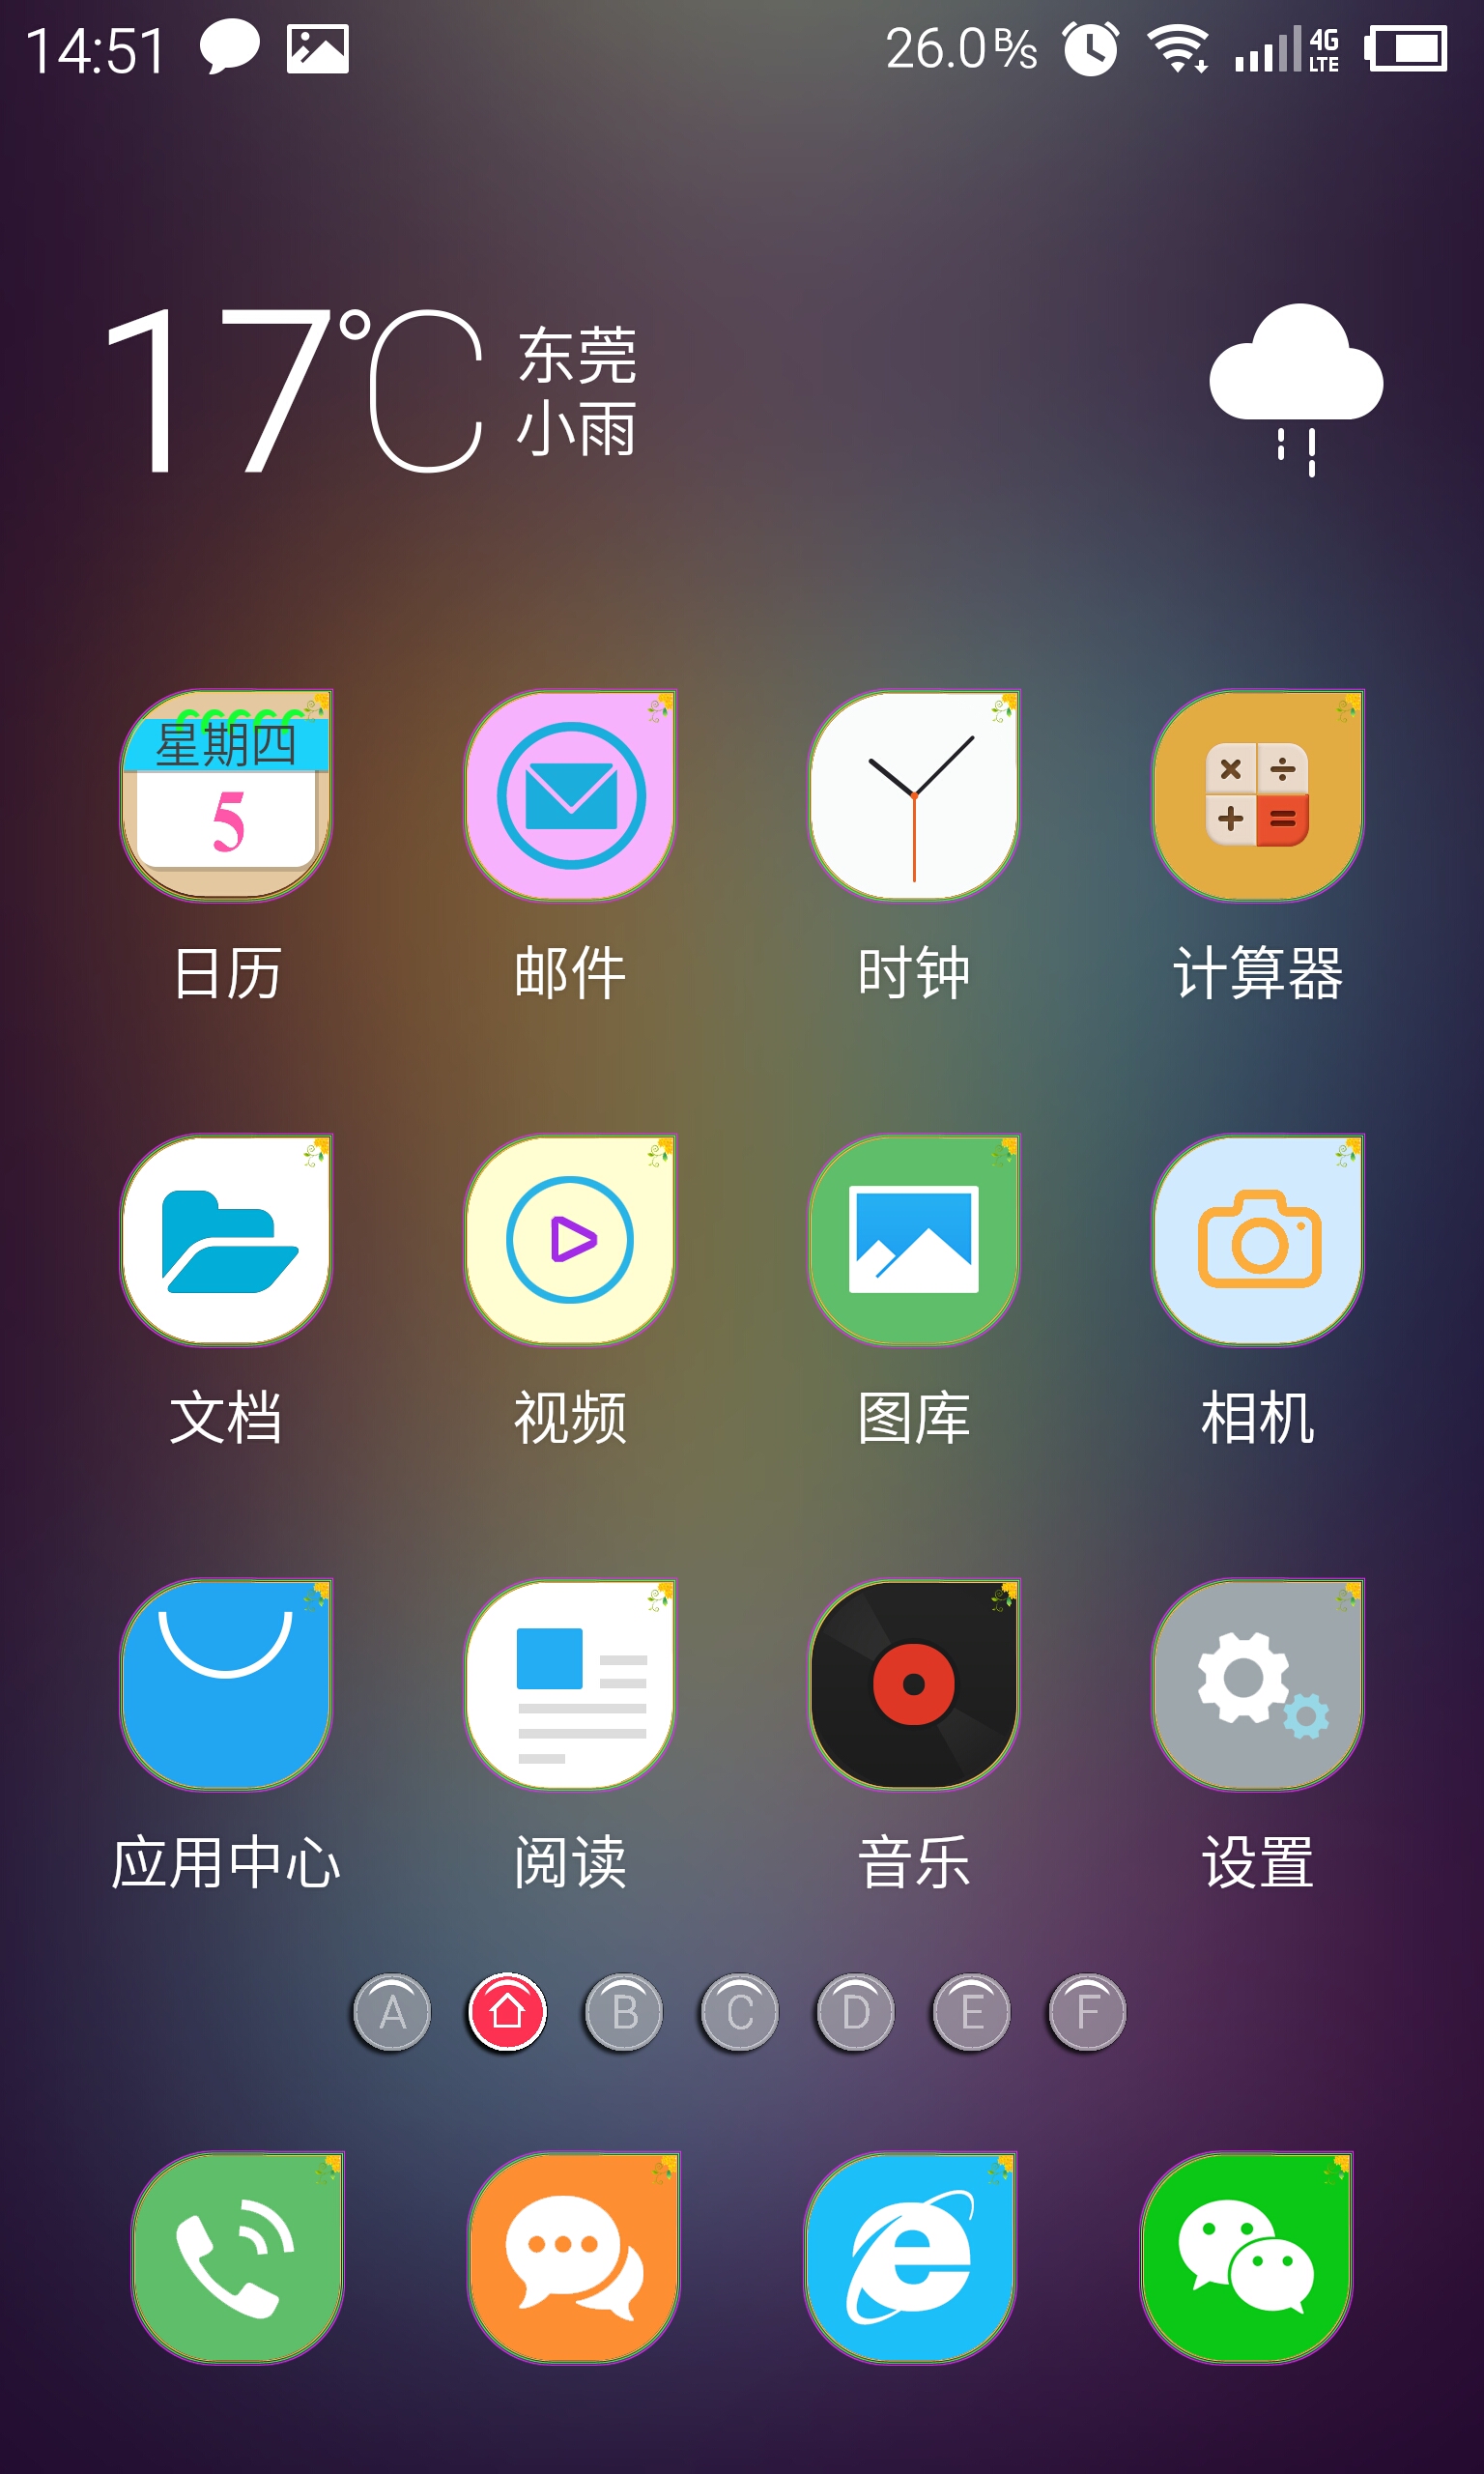 14:51 26.0 B/s 4G LTE
17℃ 东莞
小雨
星期四
5
日历 邮件 时钟 计算器
文档 视频 图库 相机
应用中心 阅读 音乐 设置
A B C D E F